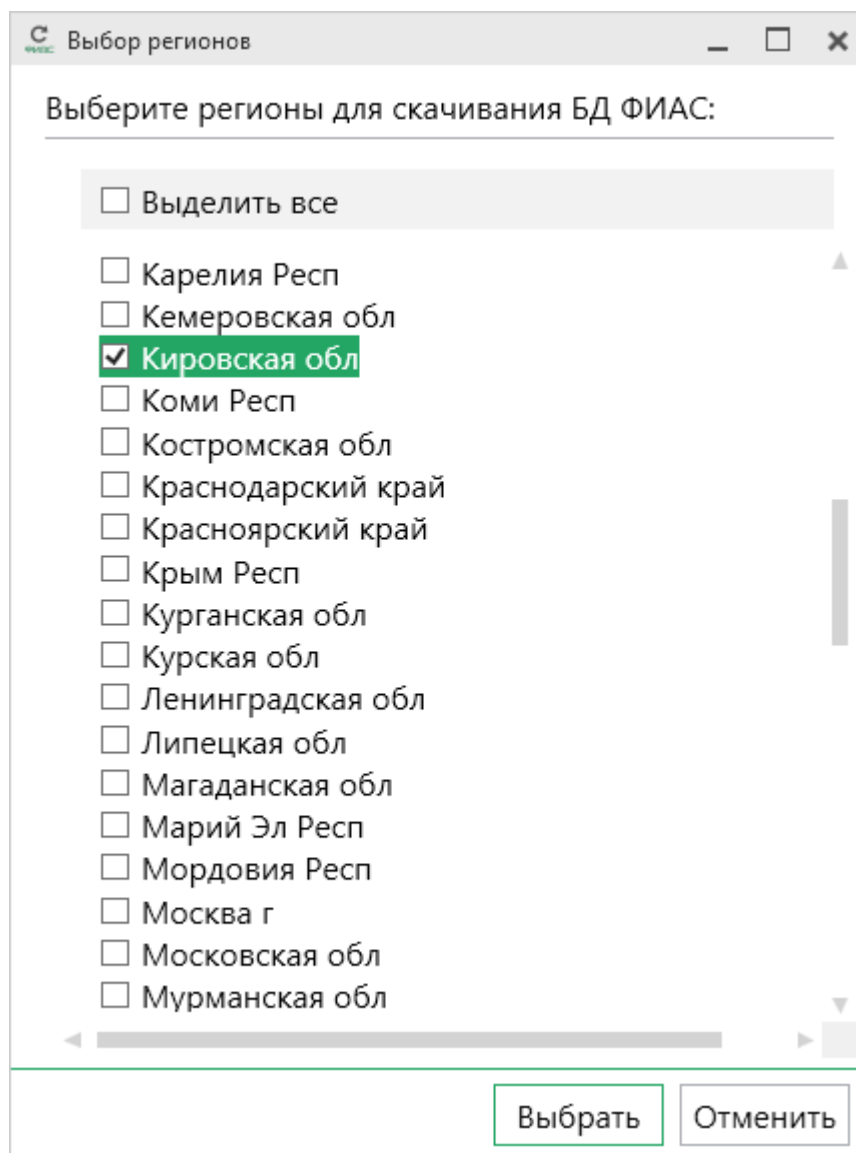 ФИАС
Выбор регионов
Выберите регионы для скачивания БД ФИАС:
Выделить все
Карелия Респ
Кемеровская обл
Кировская обл
Коми Респ
Костромская обл
Краснодарский край
Красноярский край
Крым Респ
Курганская обл
Курская обл
Ленинградская обл
Липецкая обл
Магаданская обл
Марий Эл Респ
Мордовия Респ
Москва г
Московская обл
Мурманская обл
Выбрать
Отменить